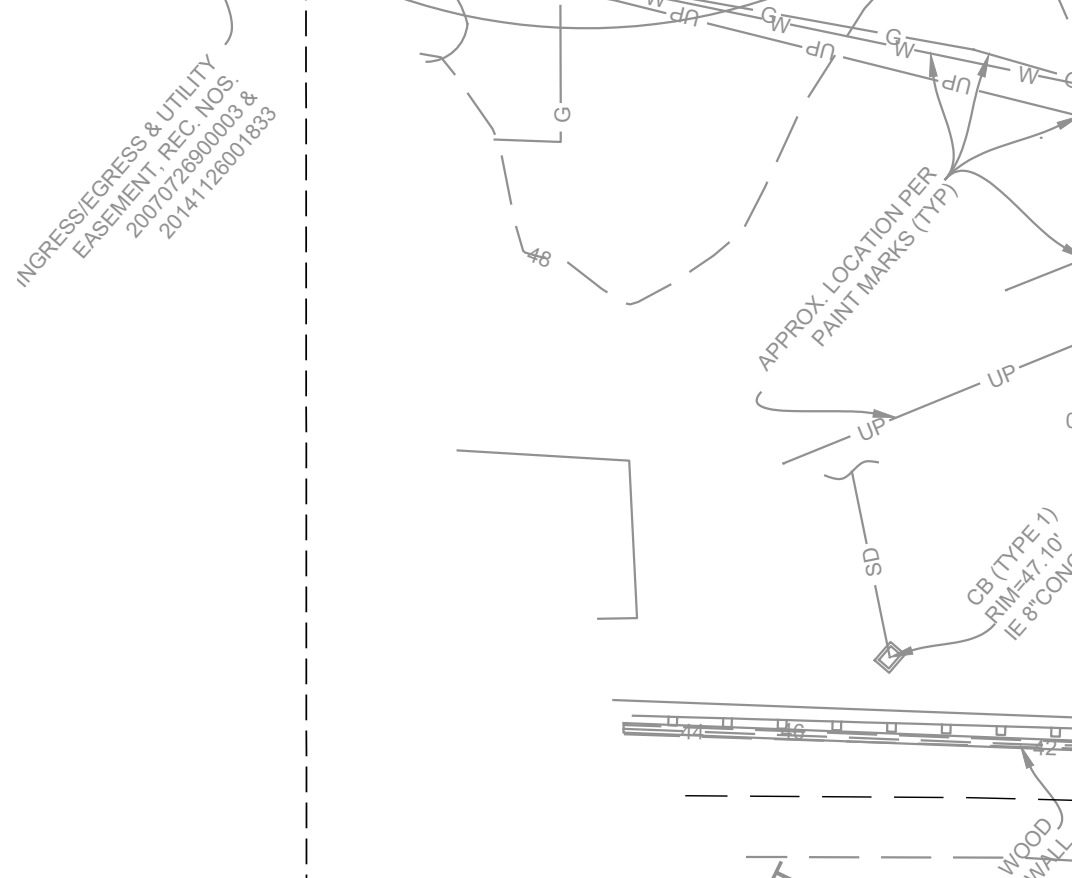 W
UP
G
W
UP
G
W
UP
W
G
INGRESS/EGRESS & UTILITY
EASEMENT, REC. NOS.
20070726900003 &
20141126001833
48
APPROX. LOCATION PER
PAINT MARKS (TYP)
UP
UP
SD
CB (TYPE 1)
RIM=47.10'
IE 8"CONC
44
46
42
WOOD
WALL